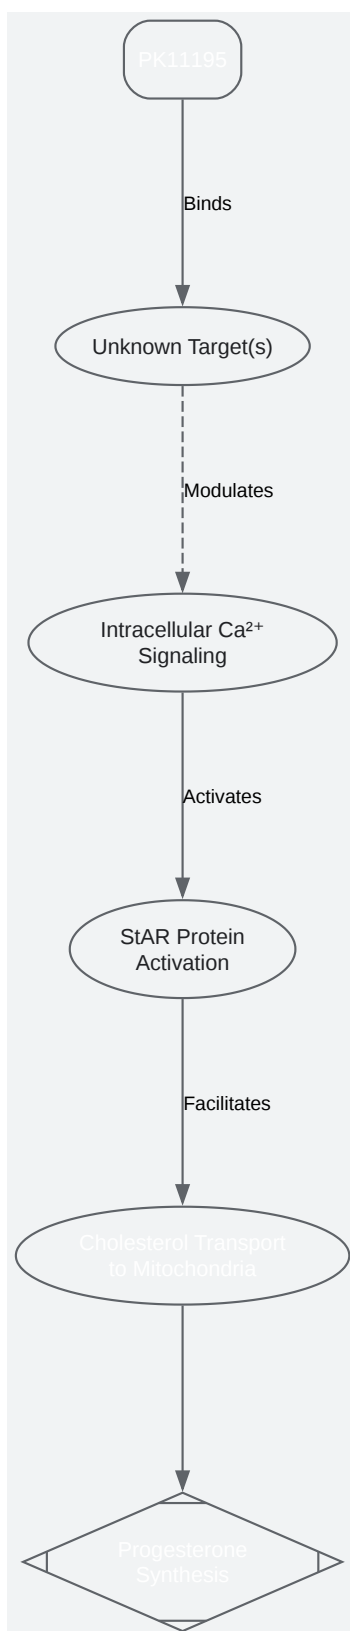 PK11195
Binds
Unknown Target(s)
Modulates
Intracellular Ca²⁺
Signaling
Activates
StAR Protein
Activation
Facilitates
Cholesterol Transport
to Mitochondria
Progesterone
Synthesis